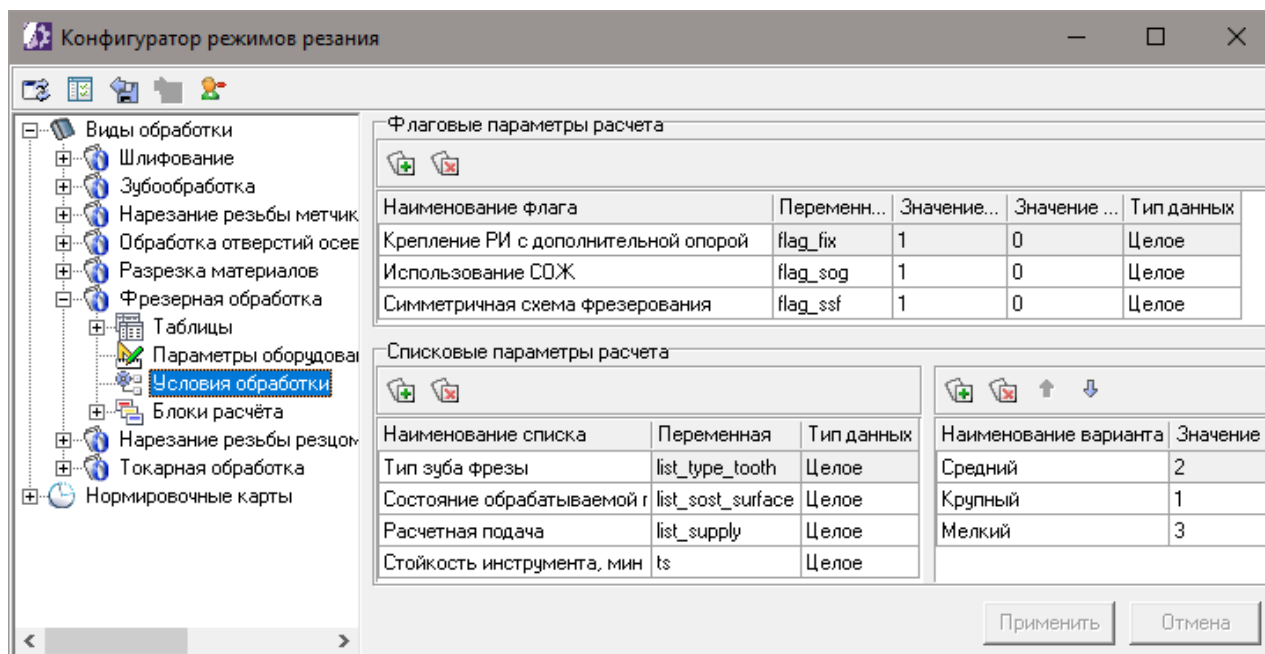 Конфигуратор режимов резания
Виды обработки
Шлифование
Зубообработка
Нарезание резьбы метчик
Обработка отверстий осев
Разрезка материалов
Фрезерная обработка
Таблицы
Параметры оборудоваı
Условия обработки
Блоки расчёта
Нарезание резьбы резцом
Токарная обработка
Нормировочные карты
Флаговые параметры расчета
Наименование флага Переменн... Значение... Значение ... Тип данных
Крепление РИ с дополнительной опорой flag_fix 1 0 Целое
Использование СОЖ flag_sog 1 0 Целое
Симметричная схема фрезерования flag_ssf 1 0 Целое
Списковые параметры расчета
Наименование списка Переменная Тип данных
Тип зуба фрезы list_type_tooth Целое
Состояние обрабатываемой г list_sost_surface Целое
Расчетная подача list_supply Целое
Стойкость инструмента, мин ts Целое
Наименование варианта Значение
Средний 2
Крупный 1
Мелкий 3
Применить Отмена